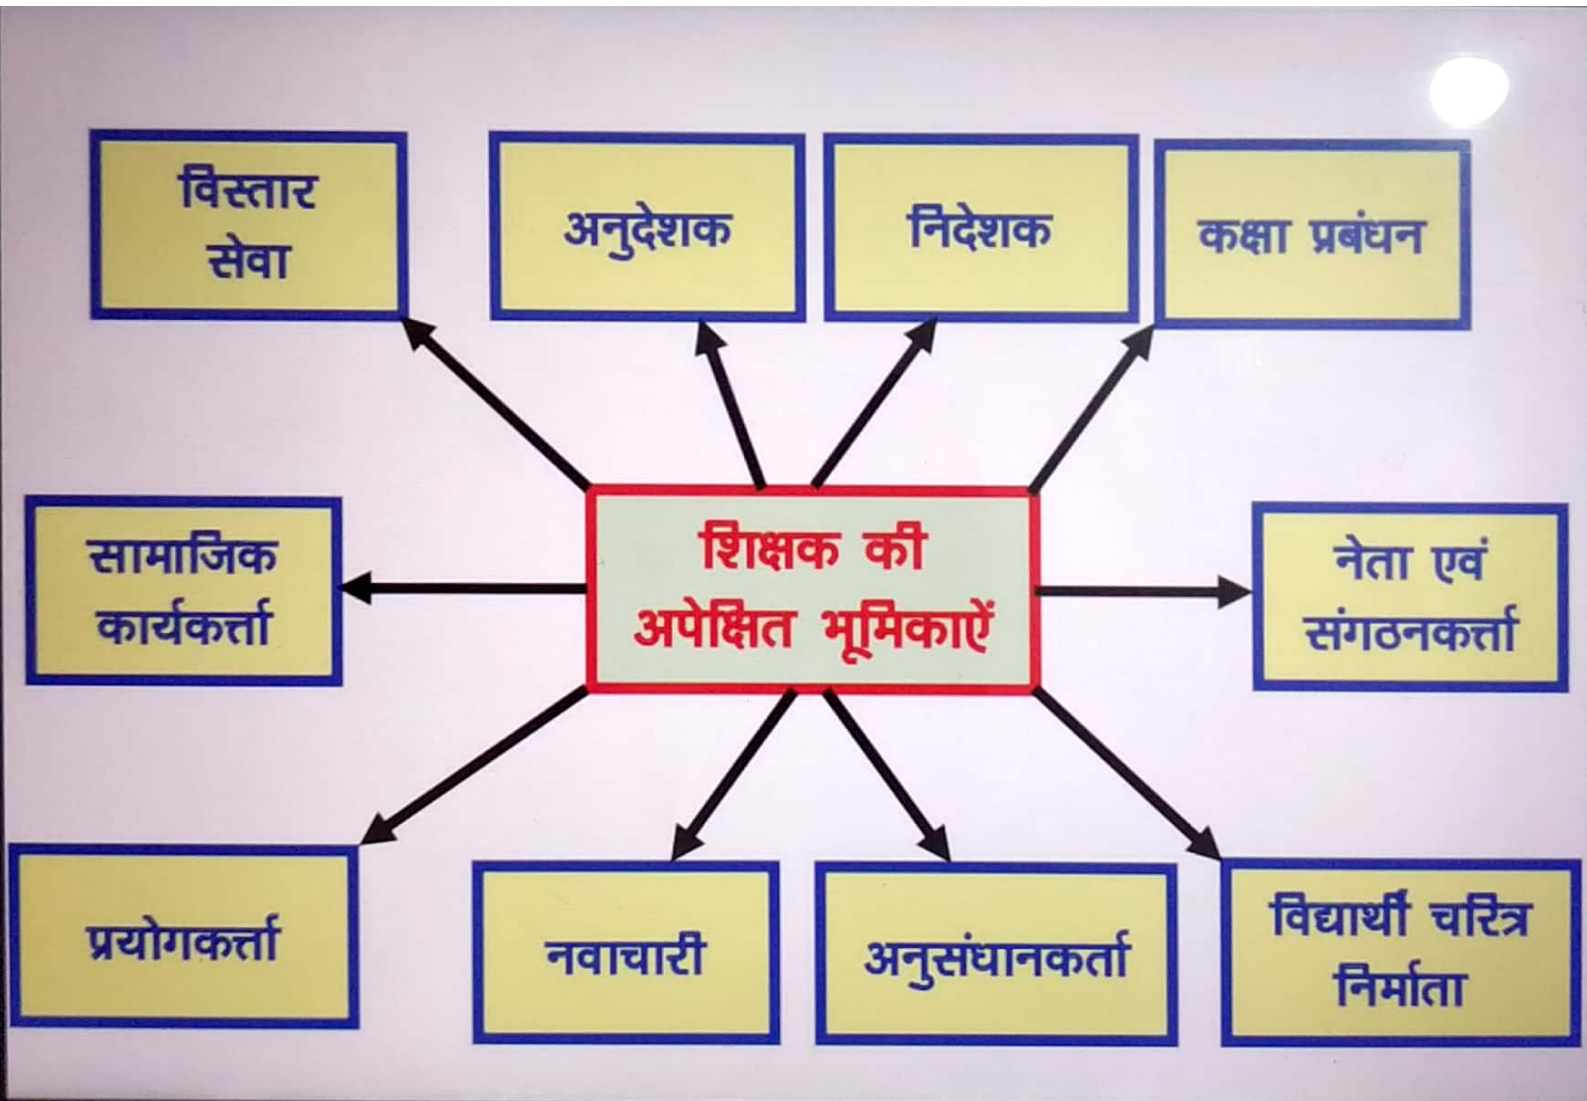 विस्तार
सेवा
अनुदेशक
निदेशक
कक्षा प्रबंधन
सामाजिक
कार्यकर्त्ता
शिक्षक की
अपेक्षित भूमिकाऐं
नेता एवं
संगठनकर्त्ता
प्रयोगकर्त्ता
नवाचारी
अनुसंधानकर्ता
विद्यार्थी चरित्र
निर्माता